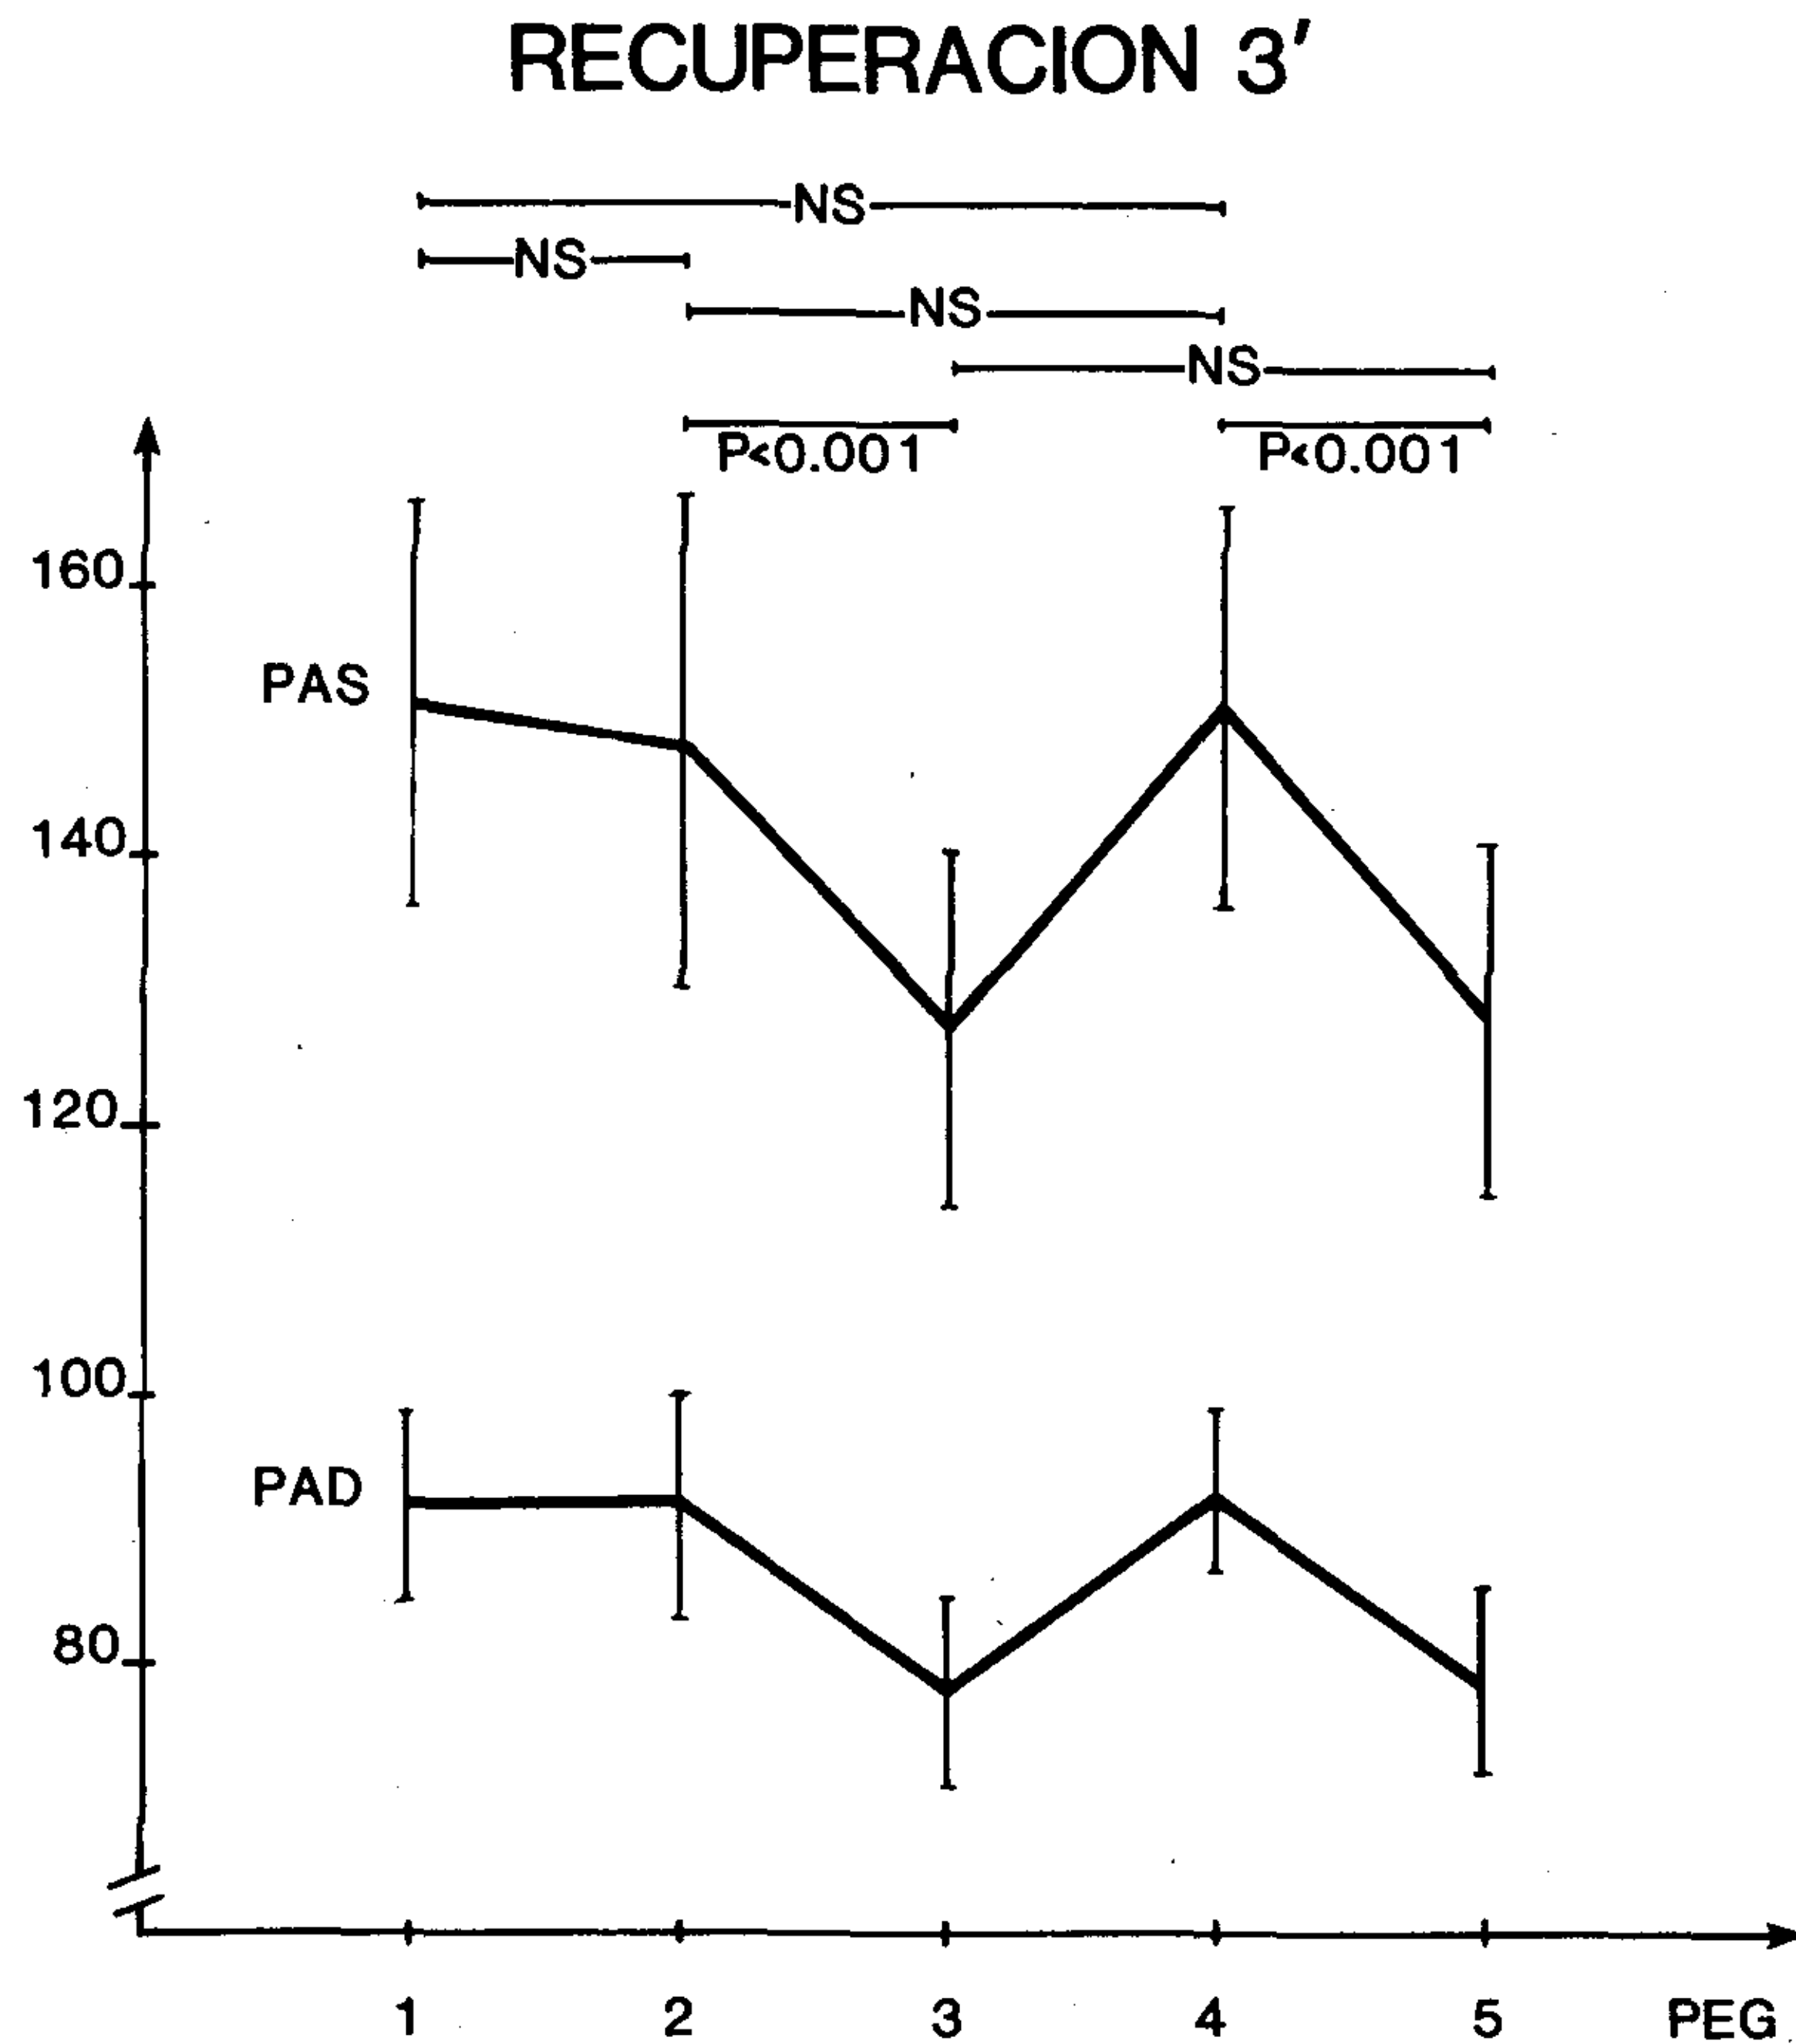 RECUPERACION 3'
NS
NS
NS
NS
P<0.001 P<0.001
160
PAS
140
120
100
PAD
80
1 2 3 4 5 PEG